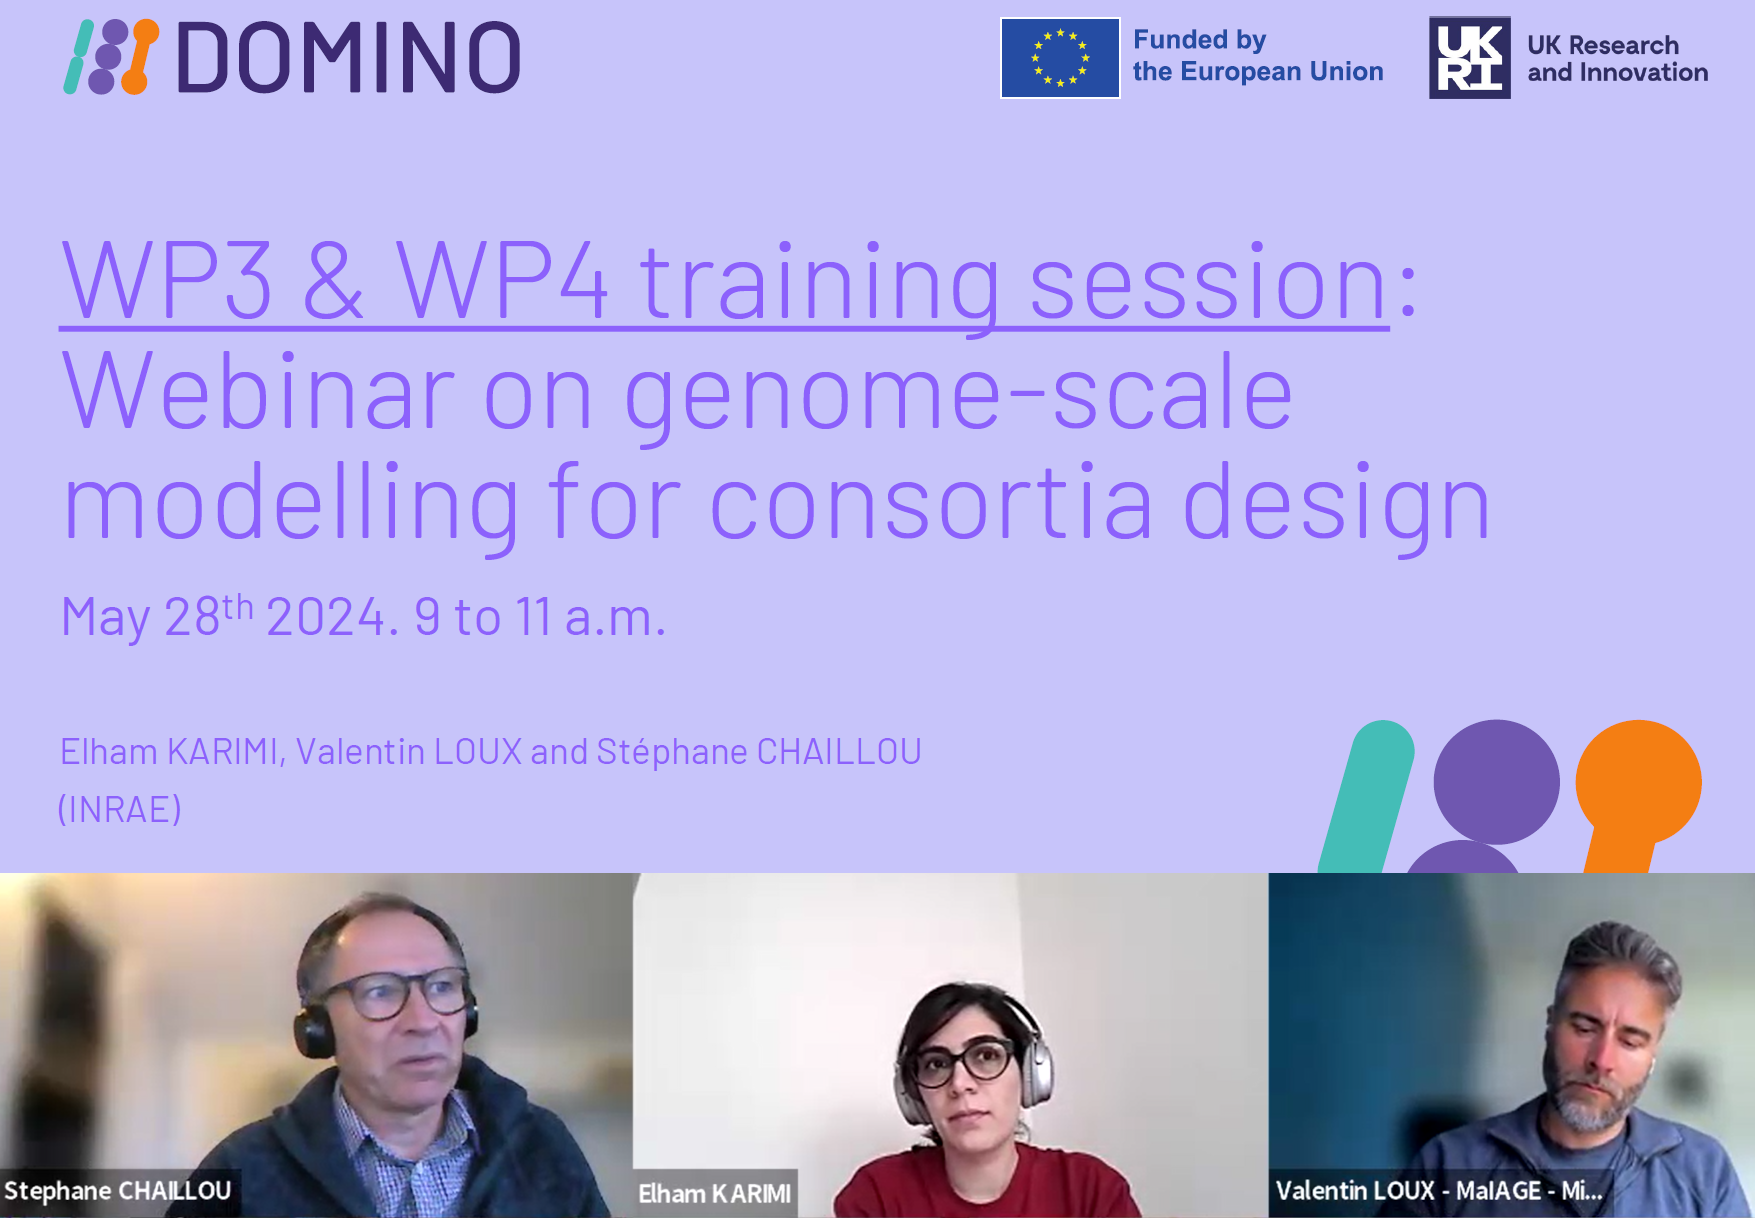 DOMINO
Funded by
the European Union
UK
RI
UK Research
and Innovation
WP3 & WP4 training session:
Webinar on genome-scale
modelling for consortia design
May 28th 2024. 9 to 11 a.m.
Elham KARIMI, Valentin LOUX and Stéphane CHAILLOU
(INRAE)
Stephane CHAILLOU
Elham KARIMI
Valentin LOUX - MaIAGE - Mi...